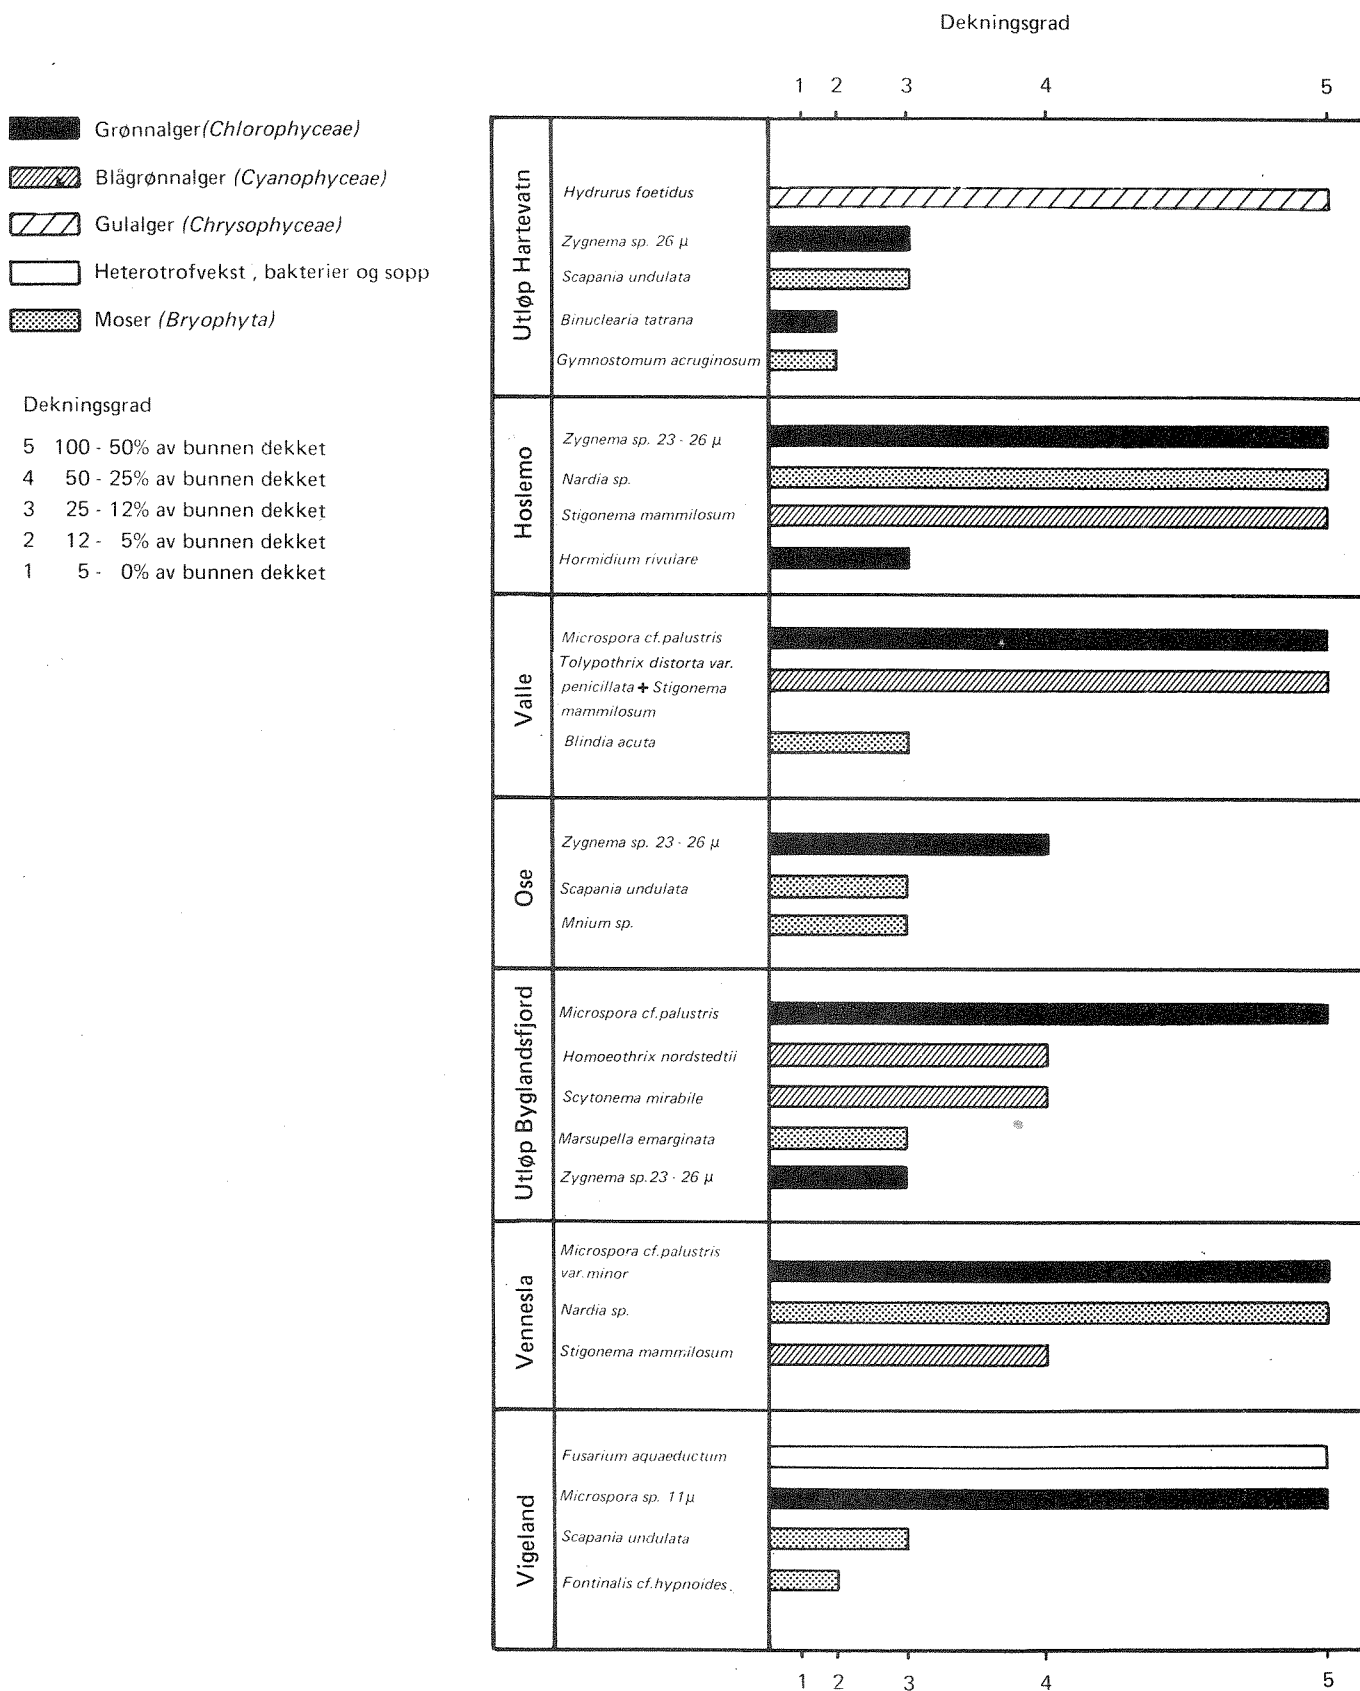 Dekningsgrad
1 2 3 4 5
Grønnalger (Chlorophyceae)
Blågrønnalger (Cyanophyceae)
Gulalger (Chrysophyceae)
Heterotrofvekst , bakterier og sopp
Moser (Bryophyta)
Dekningsgrad
5 100 - 50% av bunnen dekket
4 50 - 25% av bunnen dekket
3 25 - 12% av bunnen dekket
2 12 - 5% av bunnen dekket
1 5 - 0% av bunnen dekket
Utløp Hartevatn
Hydrurus foetidus
Zygnema sp. 26 µ
Scapania undulata
Binuclearia tatrana
Gymnostomum acruginosum
Hoslemo
Zygnema sp. 23 - 26 µ
Nardia sp.
Stigonema mammilosum
Hormidium rivulare
Valle
Microspora cf. palustris
Tolypothrix distorta var.
penicillata + Stigonema
mammilosum
Blindia acuta
Ose
Zygnema sp. 23 - 26 µ
Scapania undulata
Mnium sp.
Utløp Byglandsfjord
Microspora cf. palustris
Homoeothrix nordstedtii
Scytonema mirabile
Marsupella emarginata
Zygnema sp. 23 - 26 µ
Vennesla
Microspora cf. palustris
var. minor
Nardia sp.
Stigonema mammilosum
Vigeland
Fusarium aquaeductum
Microspora sp. 11 µ
Scapania undulata
Fontinalis cf. hypnoides.
1 2 3 4 5